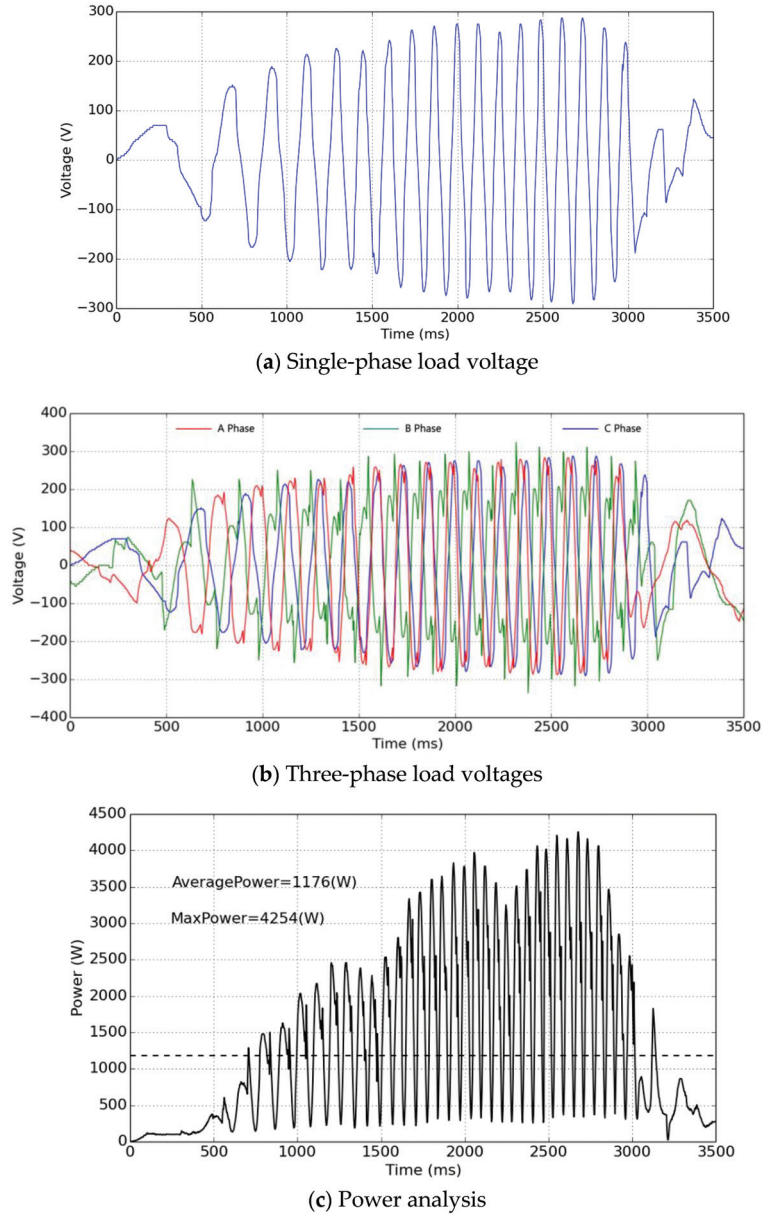 300
200
100
0
−100
−200
−300
Voltage (V)
0 500 1000 1500 2000 2500 3000 3500
Time (ms)
(a) Single-phase load voltage
400
300
200
100
0
−100
−200
−300
−400
Voltage (V)
A Phase B Phase C Phase
0 500 1000 1500 2000 2500 3000 3500
Time (ms)
(b) Three-phase load voltages
4500
4000
3500
3000
2500
2000
1500
1000
500
0
Power (W)
AveragePower=1176(W)
MaxPower=4254(W)
0 500 1000 1500 2000 2500 3000 3500
Time (ms)
(c) Power analysis